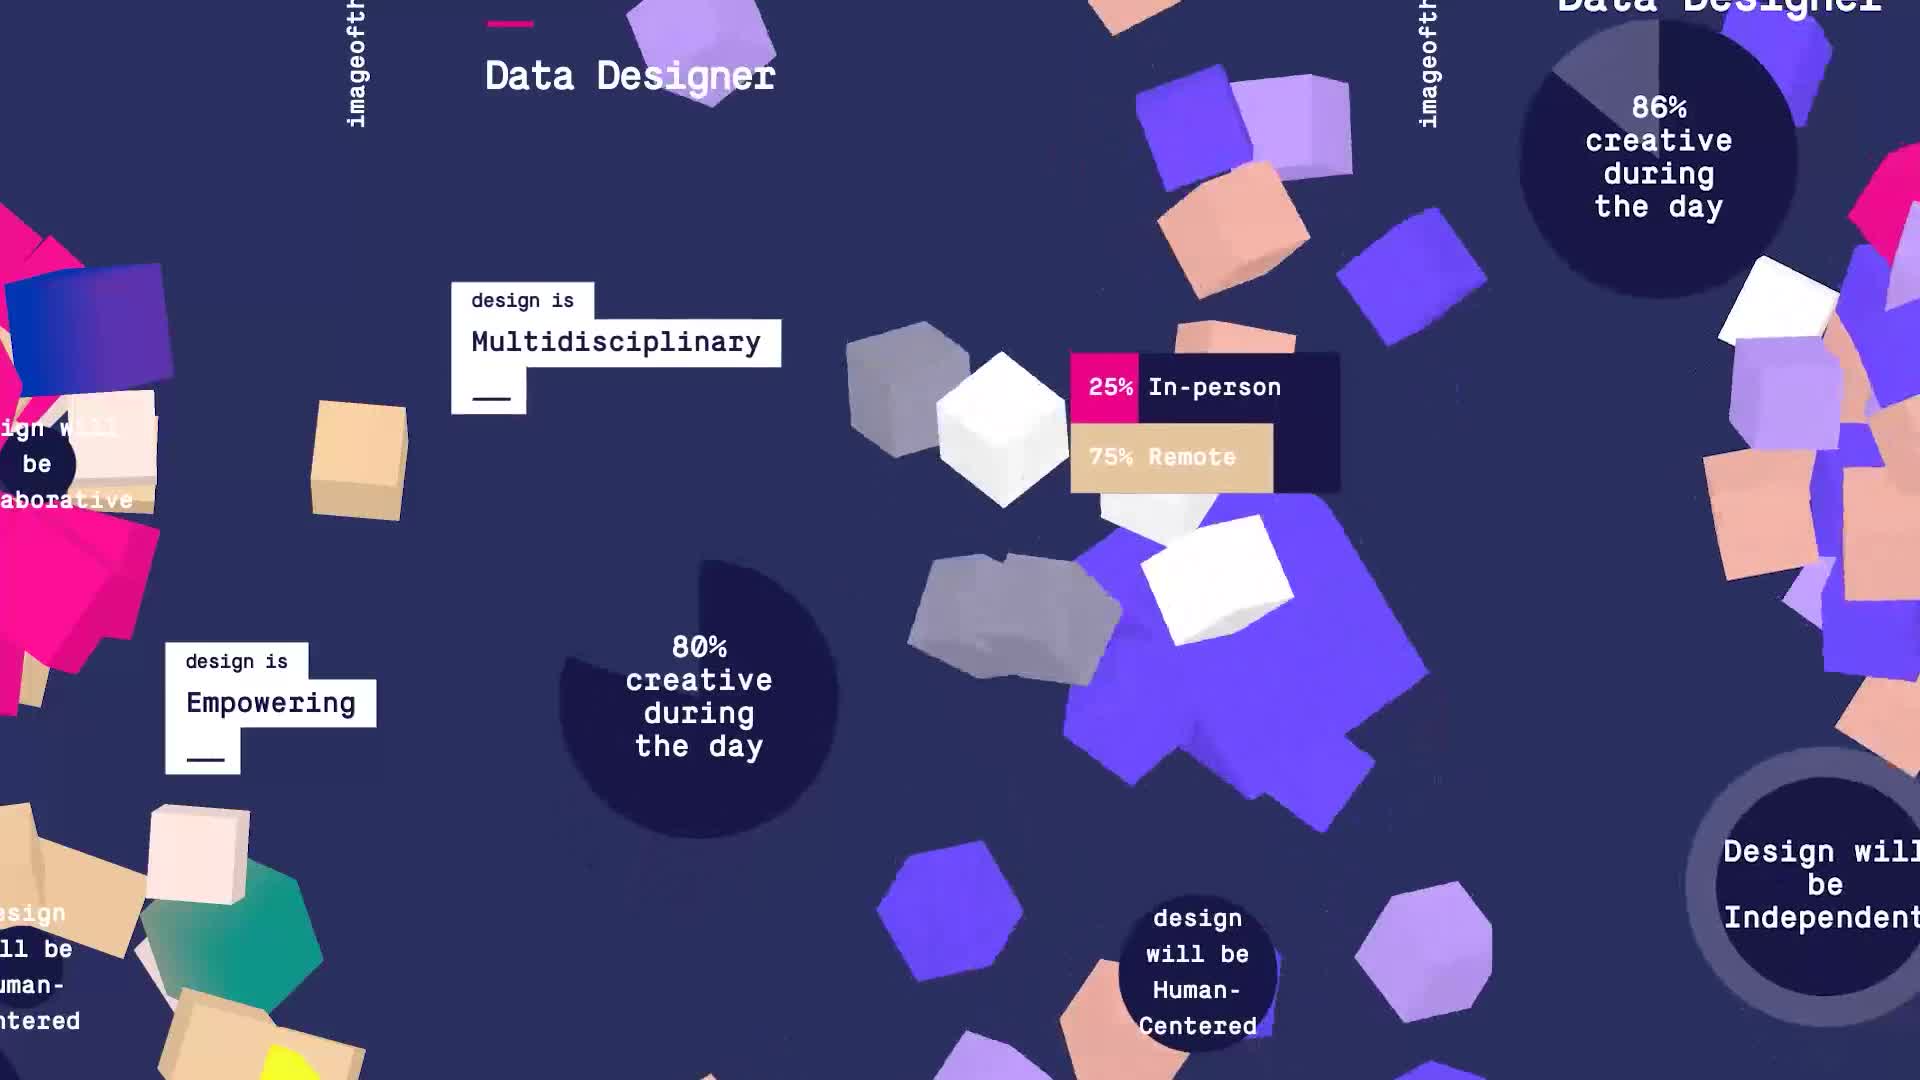 imageofth
Data Designer
imageofth
Data Designer
86%
creative
during
the day
design is
Multidisciplinary
25% In-person
75% Remote
ign will
be
aborative
design is
Empowering
80%
creative
during
the day
Design will
be
Independent
esign
ll be
uman-
ntered
design
will be
Human-
Centered